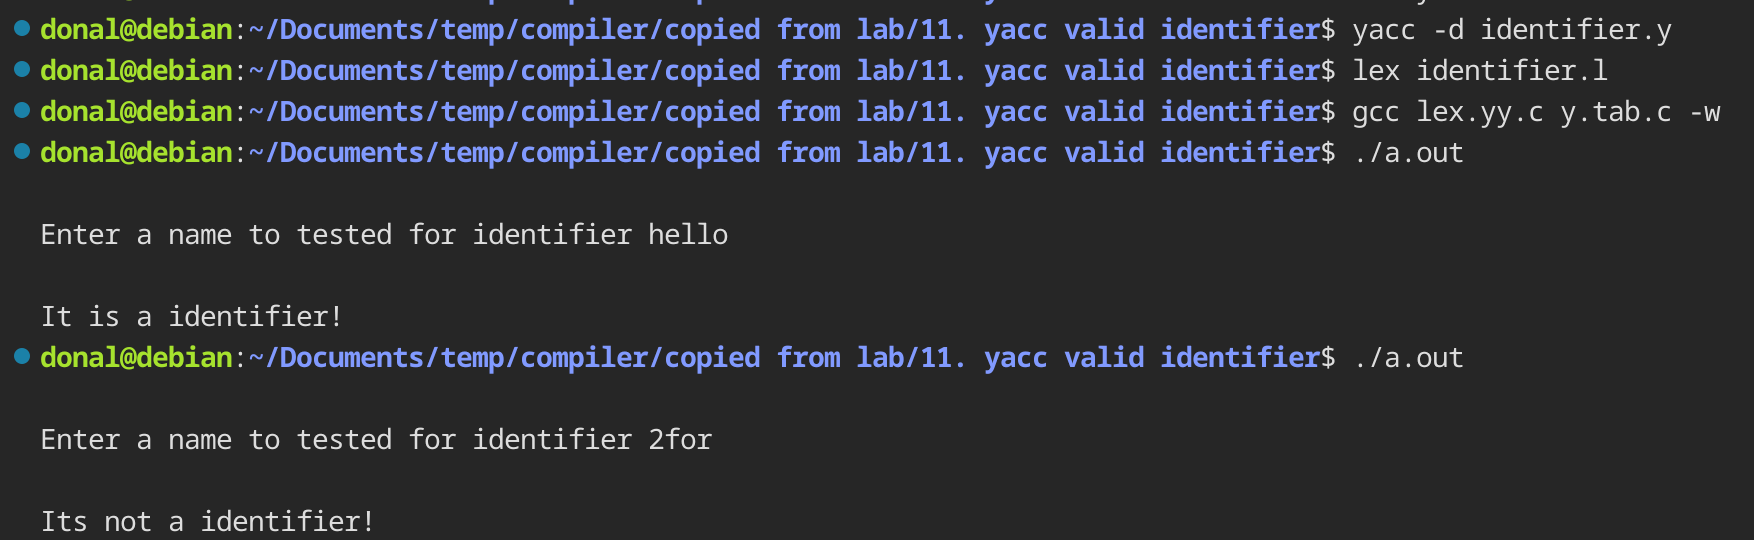 donal@debian:~/Documents/temp/compiler/copied from lab/11. yacc valid identifier$ yacc -d identifier.y
donal@debian:~/Documents/temp/compiler/copied from lab/11. yacc valid identifier$ lex identifier.l
donal@debian:~/Documents/temp/compiler/copied from lab/11. yacc valid identifier$ gcc lex.yy.c y.tab.c -w
donal@debian:~/Documents/temp/compiler/copied from lab/11. yacc valid identifier$ ./a.out
Enter a name to tested for identifier hello
It is a identifier!
donal@debian:~/Documents/temp/compiler/copied from lab/11. yacc valid identifier$ ./a.out
Enter a name to tested for identifier 2for
Its not a identifier!